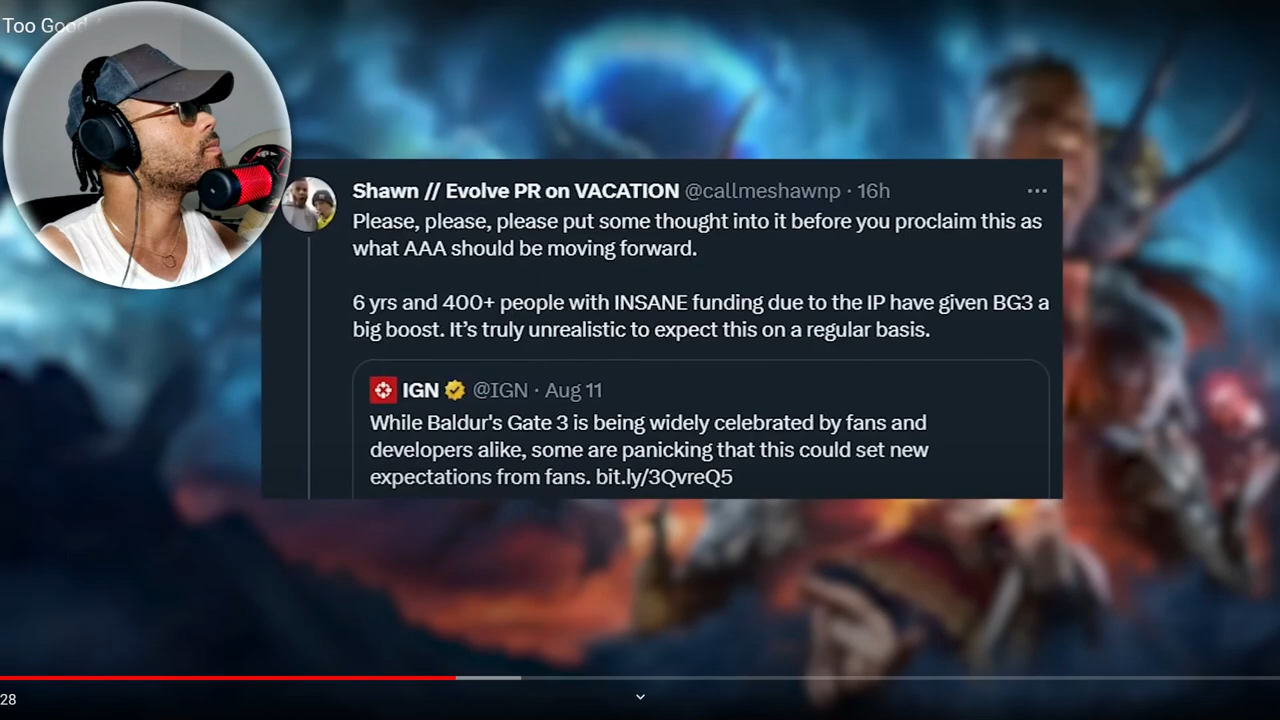 Too Good
Shawn // Evolve PR on VACATION @callmeshawnp · 16h
Please, please, please put some thought into it before you proclaim this as
what AAA should be moving forward.
6 yrs and 400+ people with INSANE funding due to the IP have given BG3 a
big boost. It’s truly unrealistic to expect this on a regular basis.
IGN @IGN · Aug 11
While Baldur's Gate 3 is being widely celebrated by fans and
developers alike, some are panicking that this could set new
expectations from fans. bit.ly/3QvreQ5
28